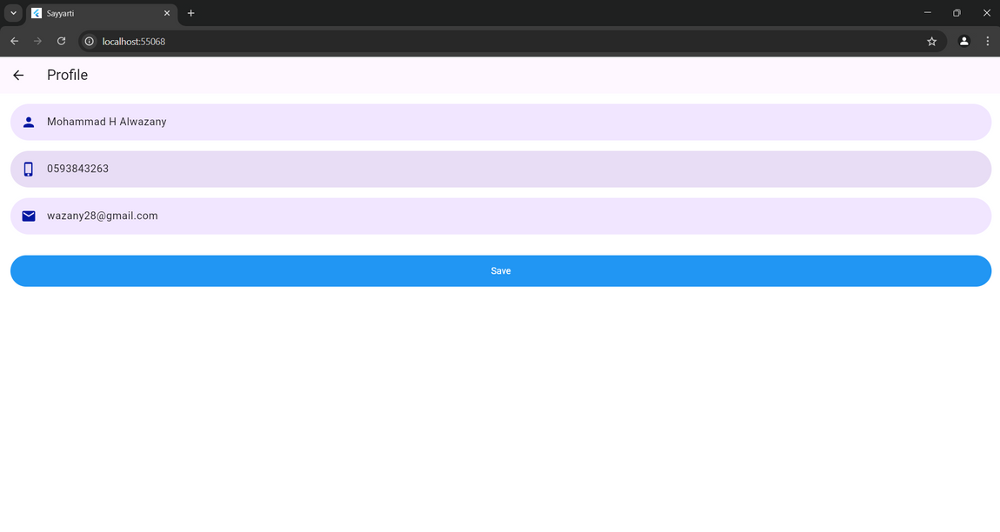 Sayyarti
localhost:55068
Profile
Mohammad H Alwazany
0593843263
wazany28@gmail.com
Save